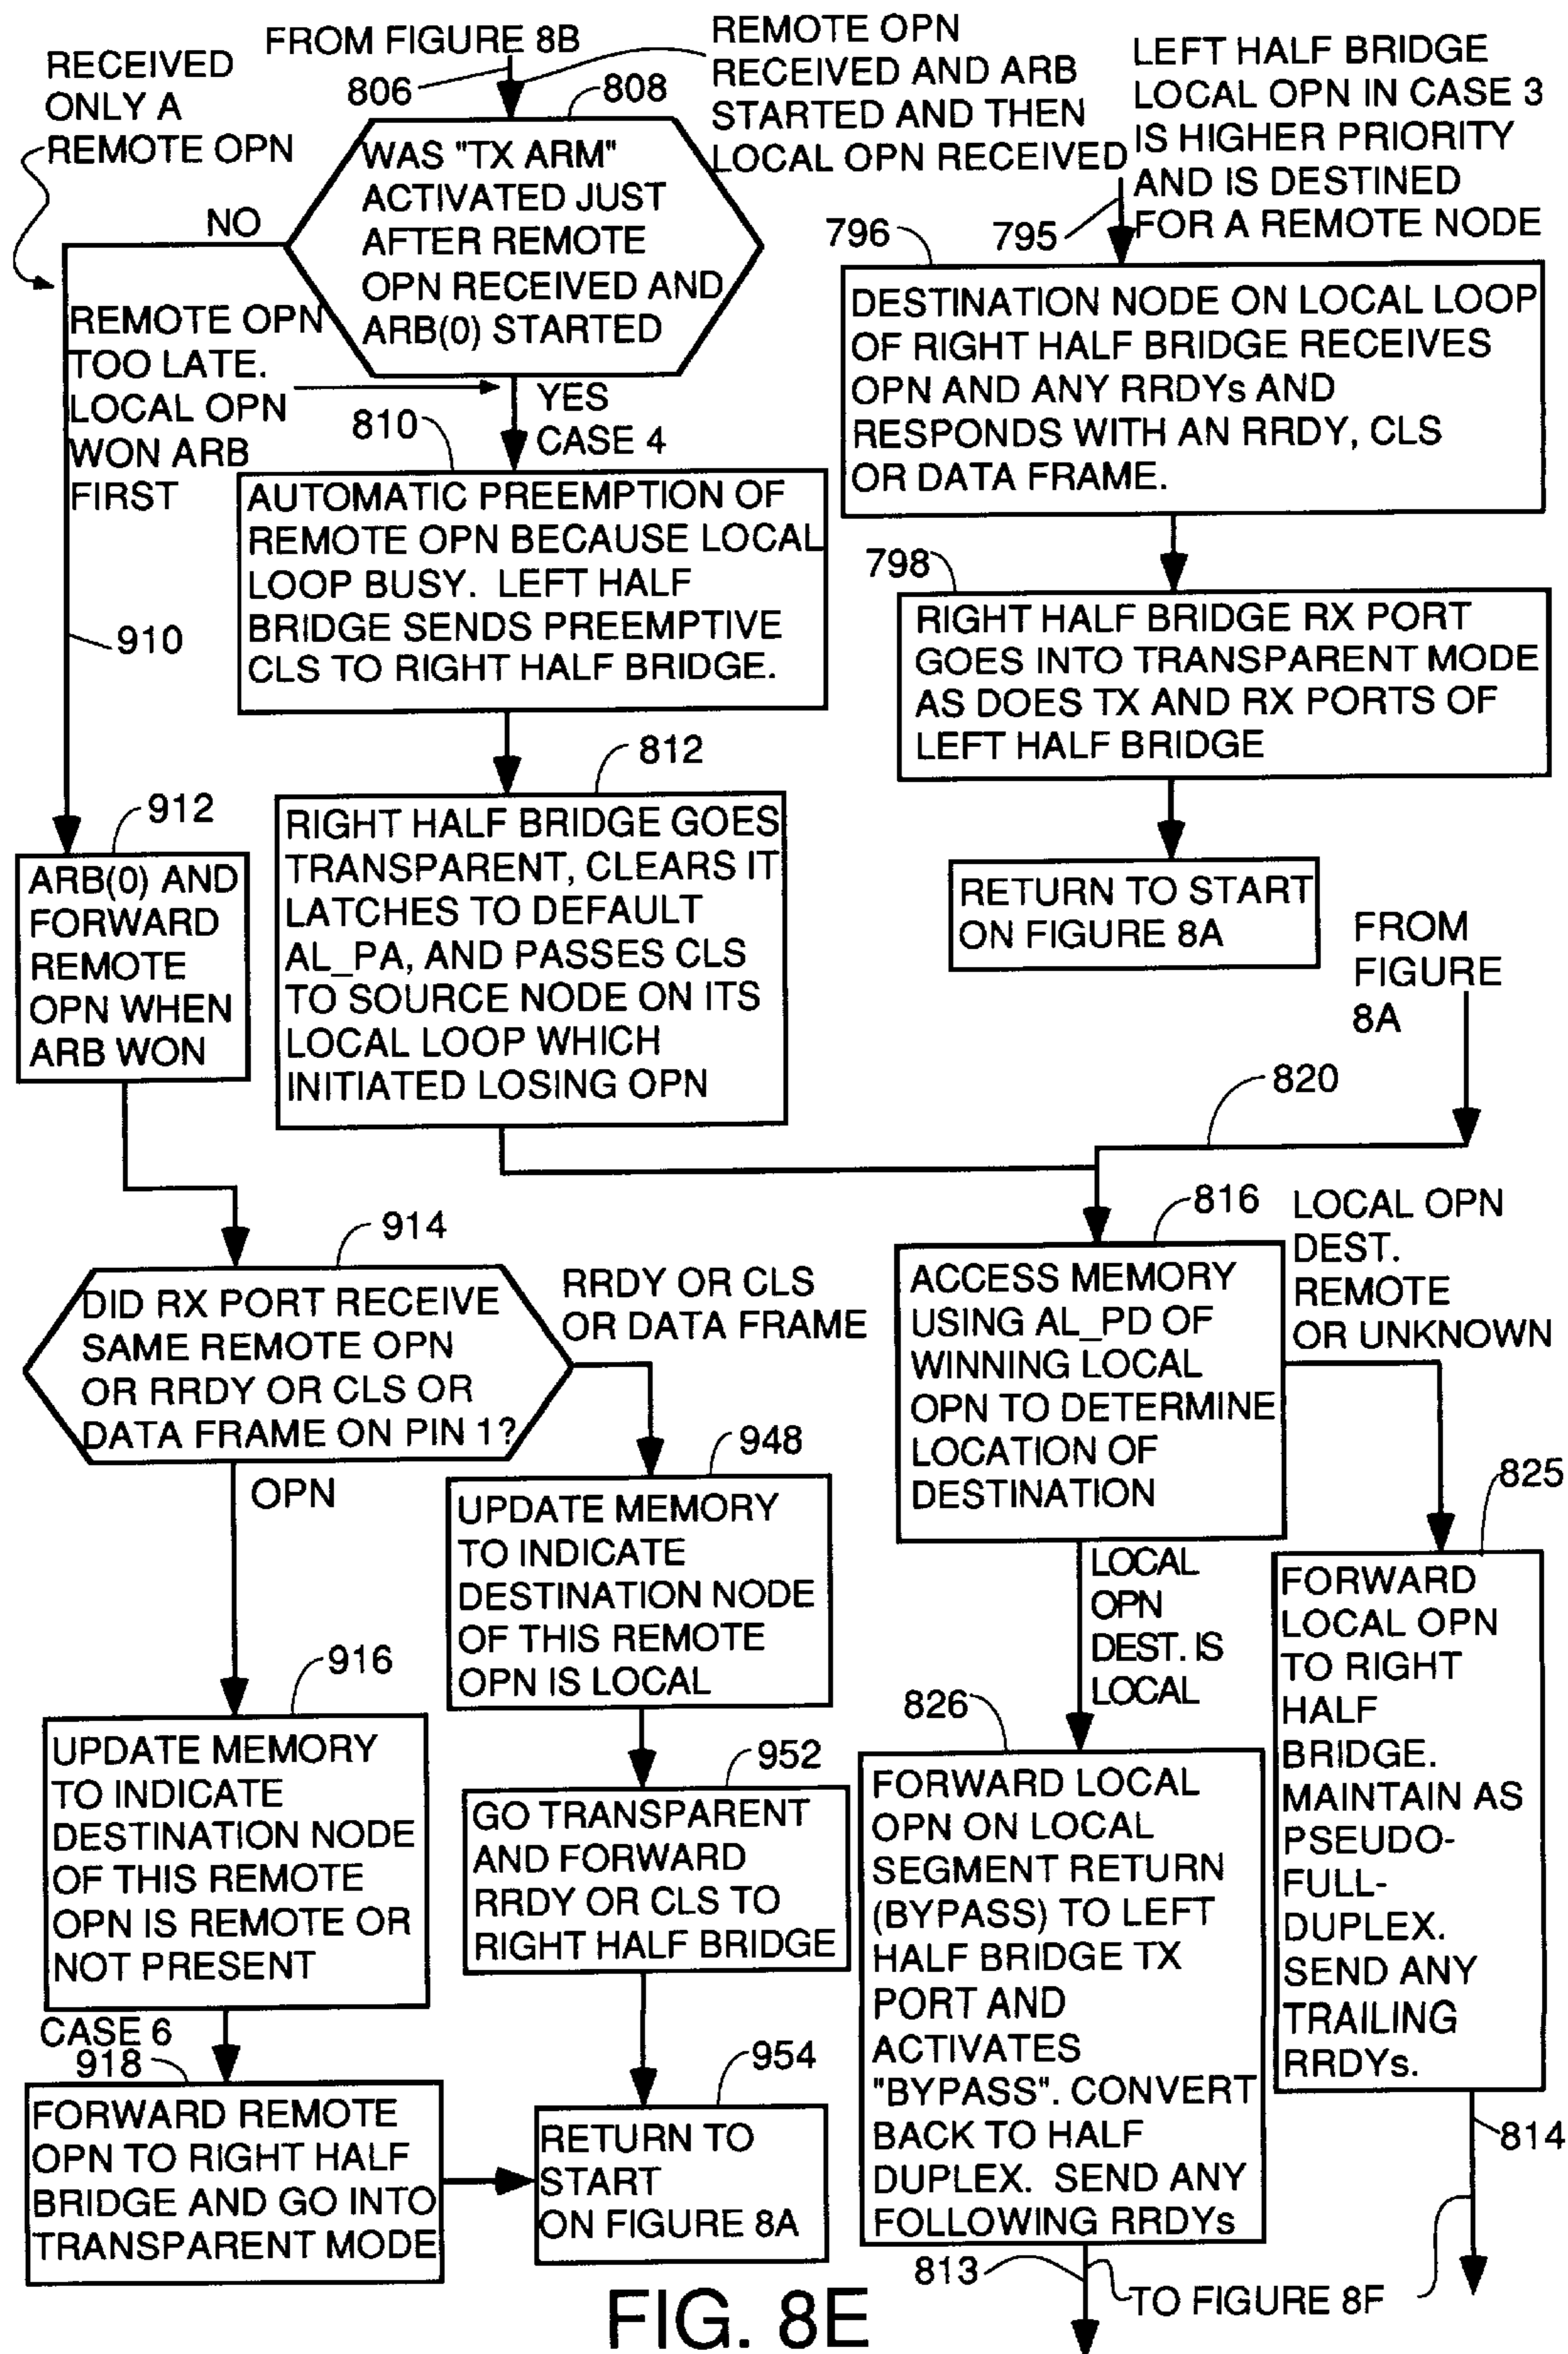 FROM FIGURE 8B
806
808
RECEIVED
ONLY A
REMOTE OPN
REMOTE OPN
RECEIVED AND ARB
STARTED AND THEN
LOCAL OPN RECEIVED
LEFT HALF BRIDGE
LOCAL OPN IN CASE 3
IS HIGHER PRIORITY
AND IS DESTINED
FOR A REMOTE NODE
WAS "TX ARM"
ACTIVATED JUST
AFTER REMOTE
OPN RECEIVED AND
ARB(0) STARTED
NO
796
795
DESTINATION NODE ON LOCAL LOOP
OF RIGHT HALF BRIDGE RECEIVES
OPN AND ANY RRDYs AND
RESPONDS WITH AN RRDY, CLS
OR DATA FRAME.
REMOTE OPN
TOO LATE.
LOCAL OPN
WON ARB
FIRST
YES
CASE 4
810
AUTOMATIC PREEMPTION OF
REMOTE OPN BECAUSE LOCAL
LOOP BUSY. LEFT HALF
BRIDGE SENDS PREEMPTIVE
CLS TO RIGHT HALF BRIDGE.
798
RIGHT HALF BRIDGE RX PORT
GOES INTO TRANSPARENT MODE
AS DOES TX AND RX PORTS OF
LEFT HALF BRIDGE
910
812
RIGHT HALF BRIDGE GOES
TRANSPARENT, CLEARS IT
LATCHES TO DEFAULT
AL_PA, AND PASSES CLS
TO SOURCE NODE ON ITS
LOCAL LOOP WHICH
INITIATED LOSING OPN
912
ARB(0) AND
FORWARD
REMOTE
OPN WHEN
ARB WON
RETURN TO START
ON FIGURE 8A
FROM
FIGURE
8A
820
914
DID RX PORT RECEIVE
SAME REMOTE OPN
OR RRDY OR CLS OR
DATA FRAME ON PIN 1?
RRDY OR CLS
OR DATA FRAME
816
ACCESS MEMORY
USING AL_PD OF
WINNING LOCAL
OPN TO DETERMINE
LOCATION OF
DESTINATION
LOCAL OPN
DEST.
REMOTE
OR UNKNOWN
OPN
948
UPDATE MEMORY
TO INDICATE
DESTINATION NODE
OF THIS REMOTE
OPN IS LOCAL
825
FORWARD
LOCAL OPN
TO RIGHT
HALF
BRIDGE.
MAINTAIN AS
PSEUDO-
FULL-
DUPLEX.
SEND ANY
TRAILING
RRDYs.
LOCAL
OPN
DEST. IS
LOCAL
916
UPDATE MEMORY
TO INDICATE
DESTINATION NODE
OF THIS REMOTE
OPN IS REMOTE OR
NOT PRESENT
952
GO TRANSPARENT
AND FORWARD
RRDY OR CLS TO
RIGHT HALF BRIDGE
826
FORWARD LOCAL
OPN ON LOCAL
SEGMENT RETURN
(BYPASS) TO LEFT
HALF BRIDGE TX
PORT AND
ACTIVATES
"BYPASS". CONVERT
BACK TO HALF
DUPLEX. SEND ANY
FOLLOWING RRDYs
CASE 6
918
FORWARD REMOTE
OPN TO RIGHT HALF
BRIDGE AND GO INTO
TRANSPARENT MODE
954
RETURN TO
START
ON FIGURE 8A
814
813
TO FIGURE 8F
FIG. 8E